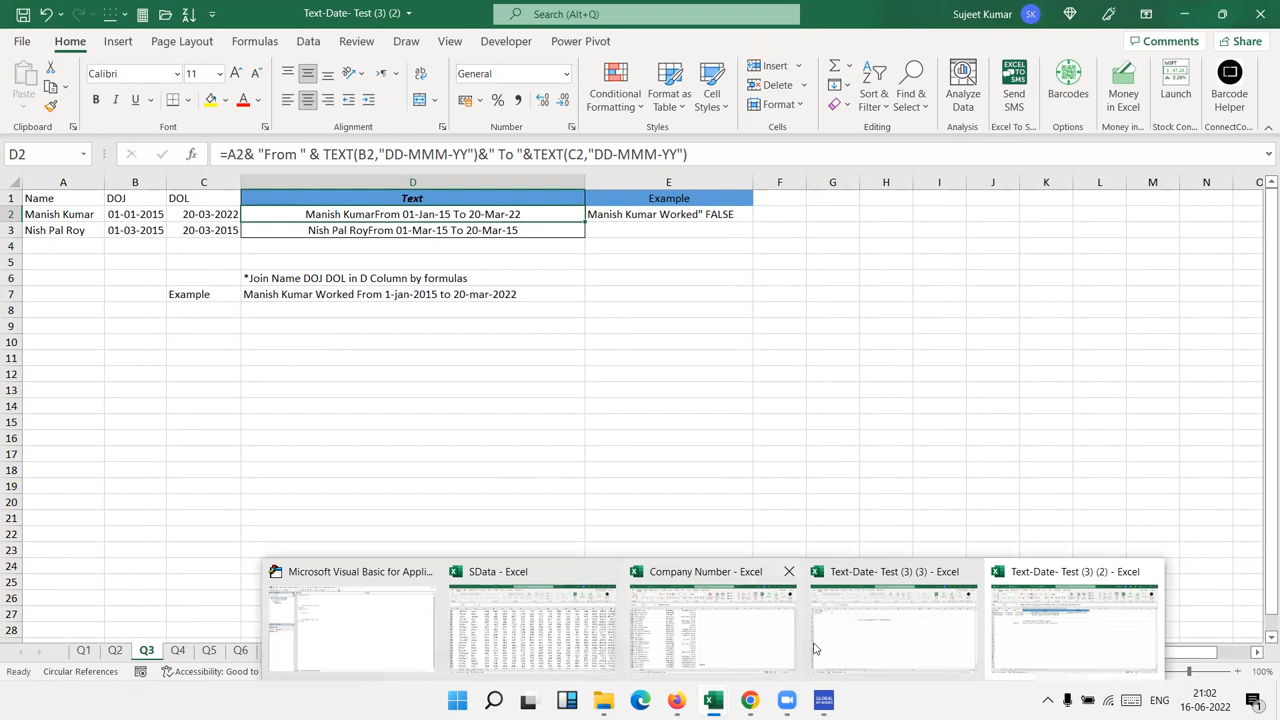 Text-Date- Test (3) (2)
Search (Alt+Q)
Sujeet Kumar
SK
File
Home
Insert
Page Layout
Formulas
Data
Review
View
Draw
Developer
Power Pivot
Comments
Share
Paste
Calibri
11
B I U
General
Conditional Formatting
Format as Table
Cell Styles
Insert
Delete
Format
Sort & Filter
Find & Select
Analyze Data
Send SMS
Barcodes
Money in Excel
Launch
Barcode Helper
Clipboard
Font
Alignment
Number
Styles
Cells
Editing
Analysis
Excel To S...
Options
Money in...
Stock Con...
ConnectCo...
D2
=A2& "From " & TEXT(B2,"DD-MMM-YY")&" To "&TEXT(C2,"DD-MMM-YY")
A B C D E F G H I J K L M N O
1 Name DOJ DOL Text Example
2 Manish Kumar 01-01-2015 20-03-2022 Manish KumarFrom 01-Jan-15 To 20-Mar-22 Manish Kumar Worked" FALSE
3 Nish Pal Roy 01-03-2015 20-03-2015 Nish Pal RoyFrom 01-Mar-15 To 20-Mar-15
4
5
6 *Join Name DOJ DOL in D Column by formulas
7 Example Manish Kumar Worked From 1-jan-2015 to 20-mar-2022
8
9
10
11
12
13
14
15
16
17
18
19
20
21
22
23
24
25
26
27
28
Microsoft Visual Basic for Appli...
SData - Excel
Company Number - Excel
Text-Date- Test (3) (3) - Excel
Text-Date- Test (3) (2) - Excel
Q1 Q2 Q3 Q4 Q5 Q6
Ready Circular References Accessibility: Good to
100%
ENG
21:02
16-06-2022